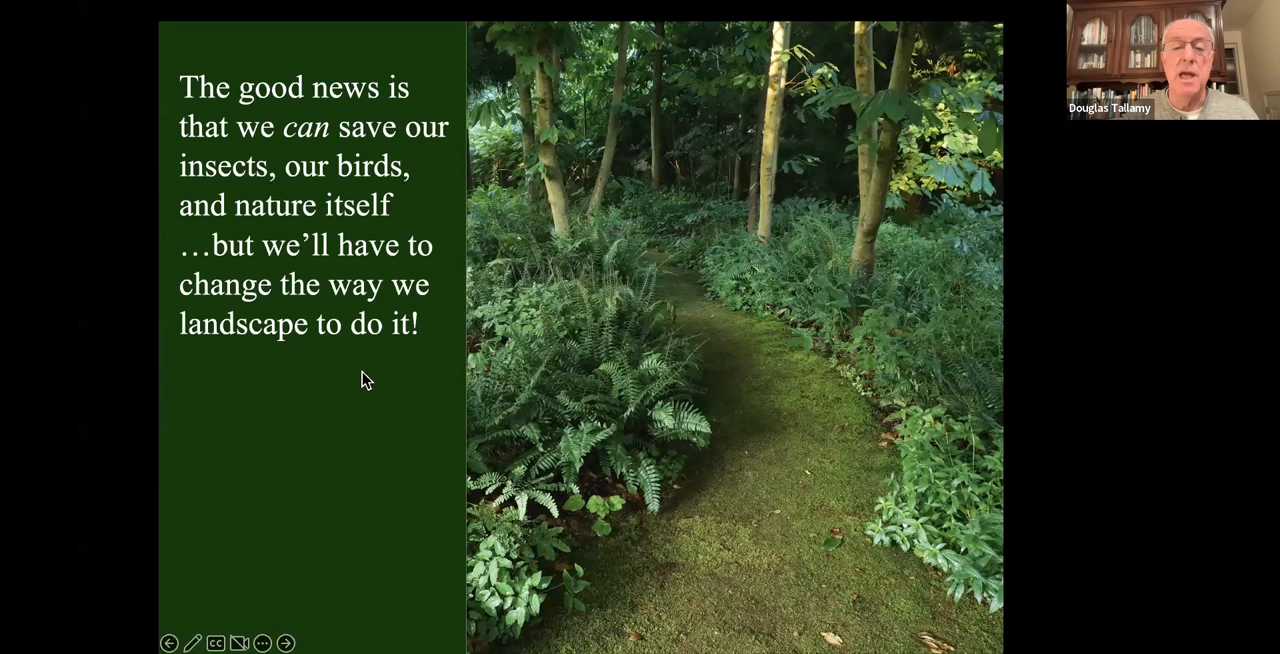 The good news is
that we can save our
insects, our birds,
and nature itself
…but we’ll have to
change the way we
landscape to do it!
Douglas Tallamy
CC